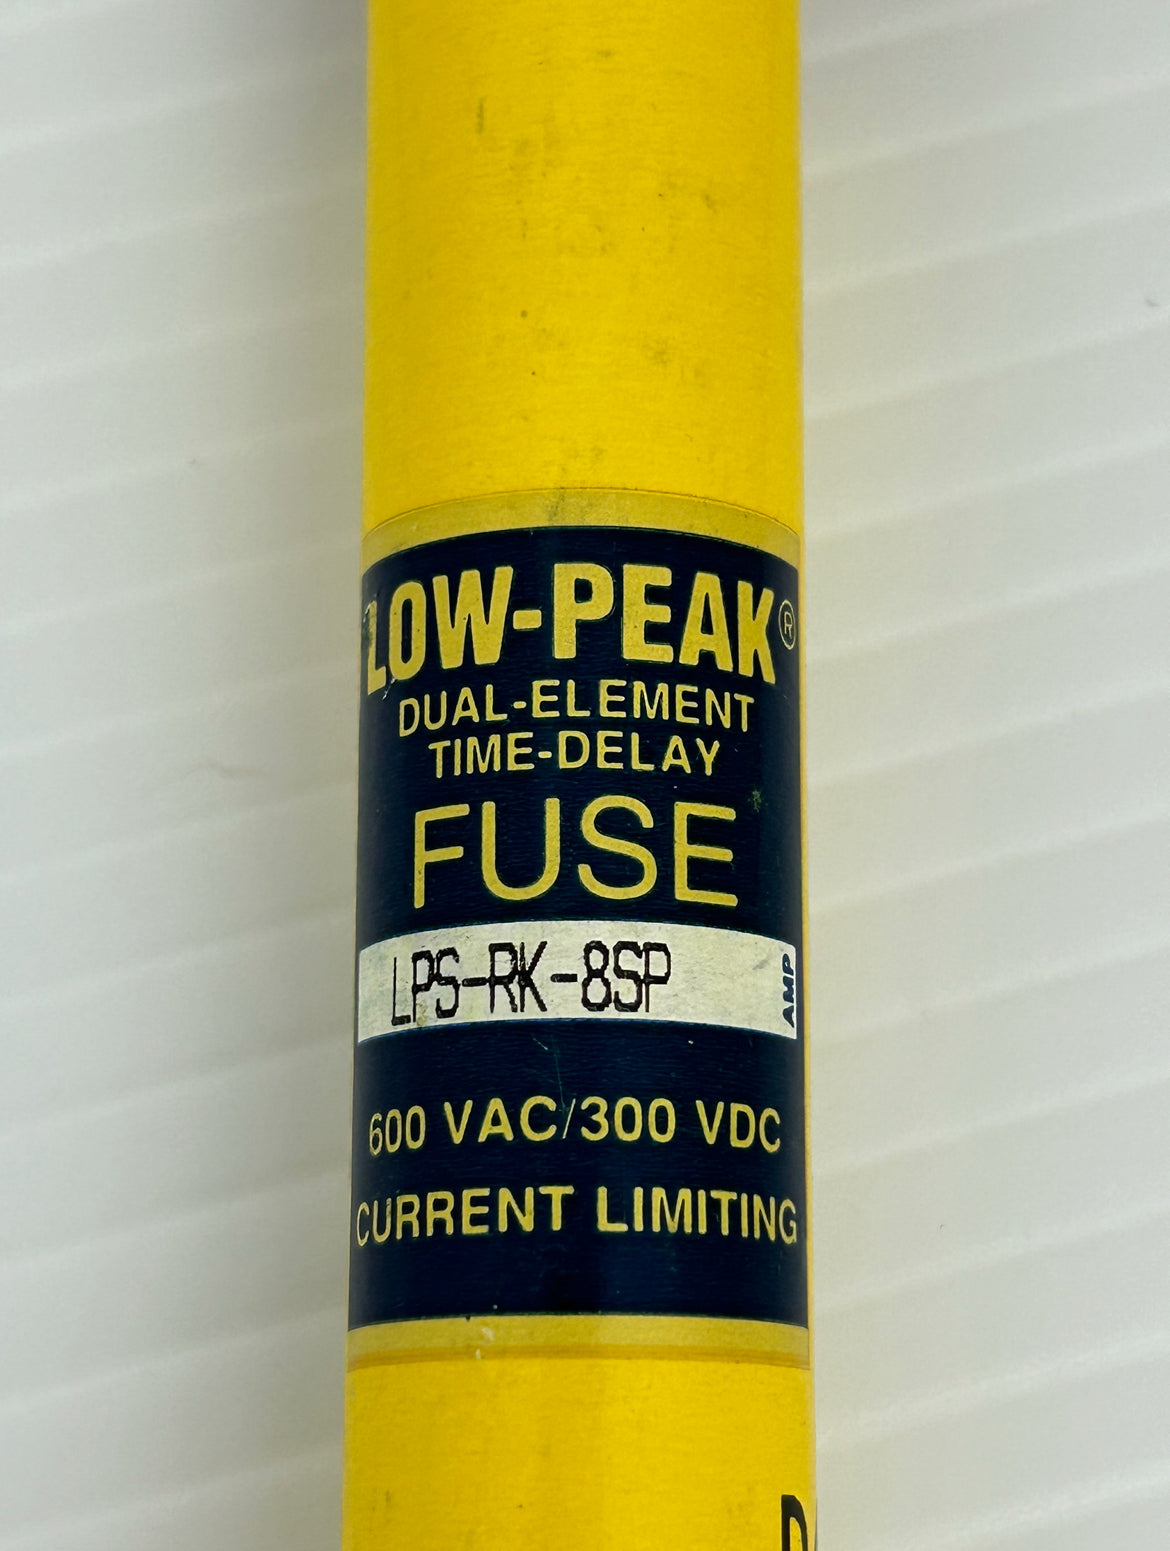 LOW-PEAK®
DUAL-ELEMENT
TIME-DELAY
FUSE
LPS-RK-8SP AMP
600 VAC/300 VDC
CURRENT LIMITING